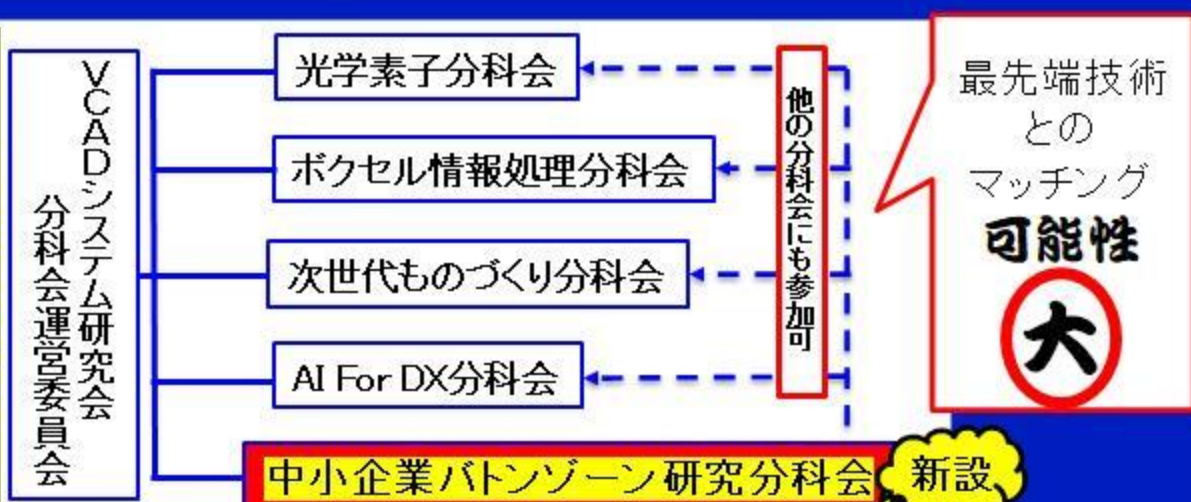 VCADシステム研究会
分科会運営委員会
光学素子分科会
ボクセル情報処理分科会
次世代ものづくり分科会
AI For DX分科会
中小企業バトンゾーン研究分科会
新設
他の分科会にも参加可
最先端技術
との
マッチング
可能性
大